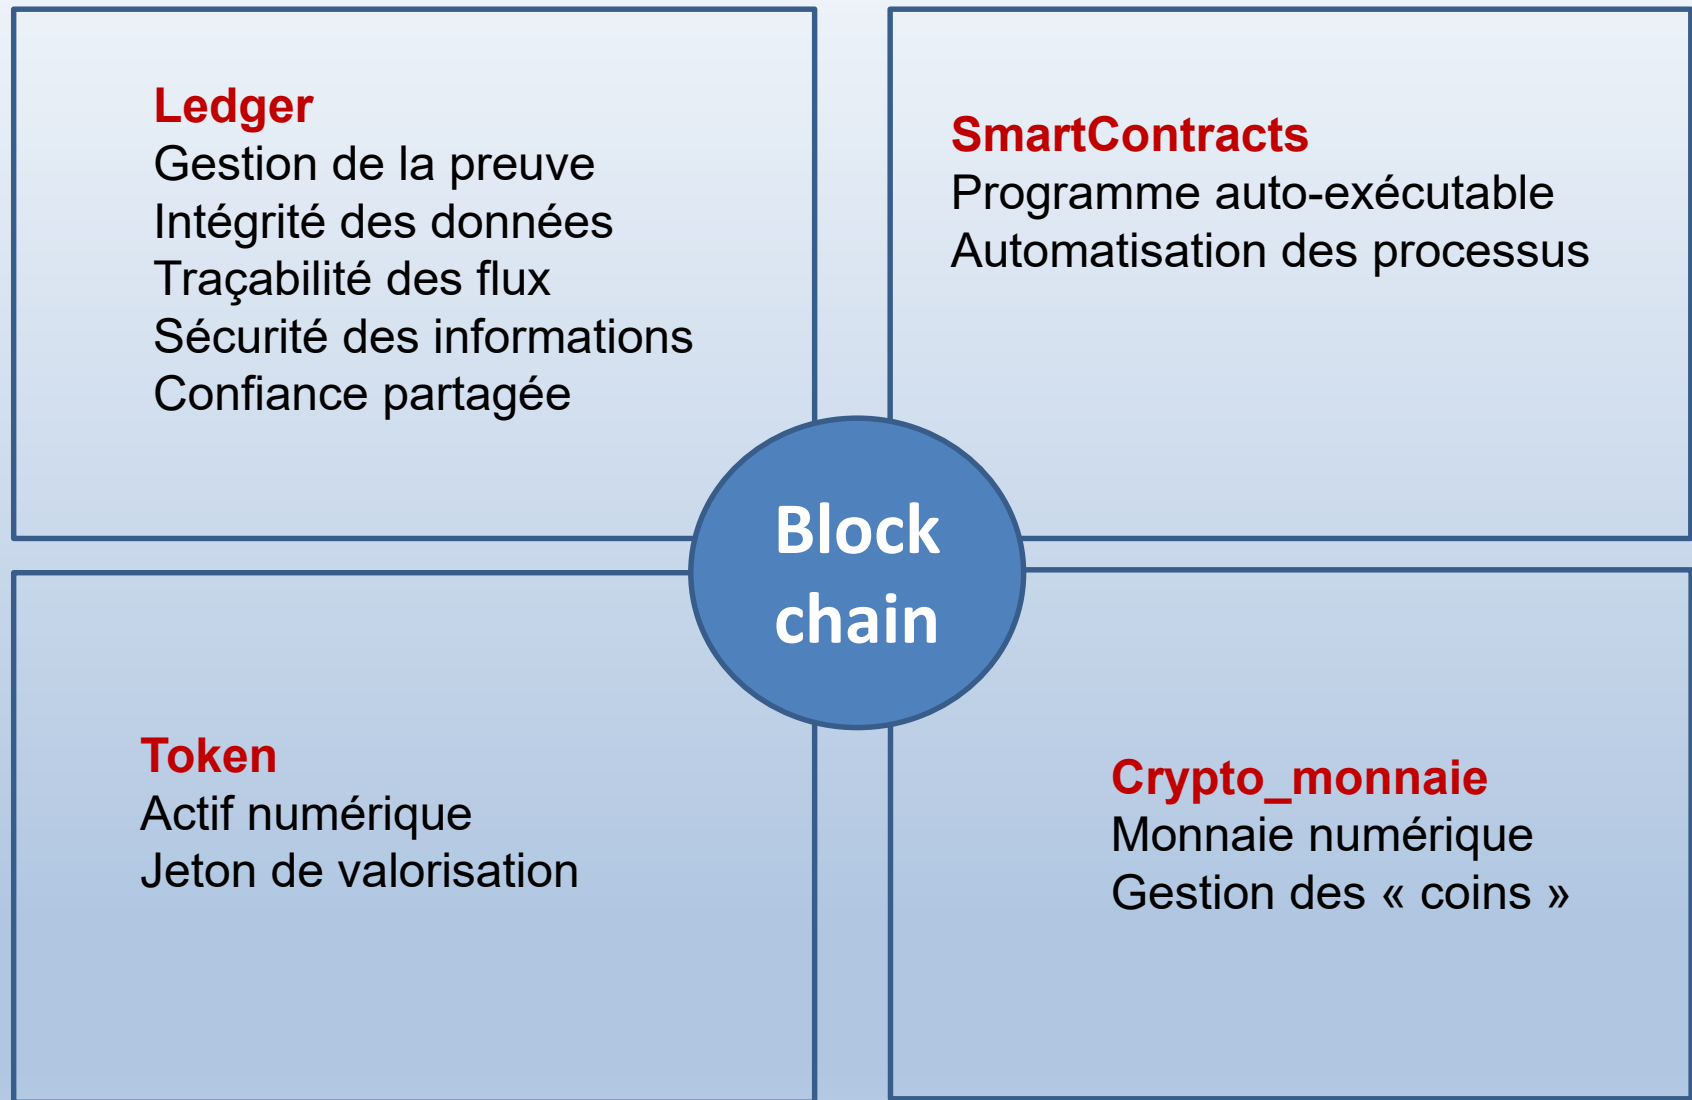 Ledger
Gestion de la preuve
Intégrité des données
Traçabilité des flux
Sécurité des informations
Confiance partagée
SmartContracts
Programme auto-exécutable
Automatisation des processus
Block
chain
Token
Actif numérique
Jeton de valorisation
Crypto_monnaie
Monnaie numérique
Gestion des « coins »